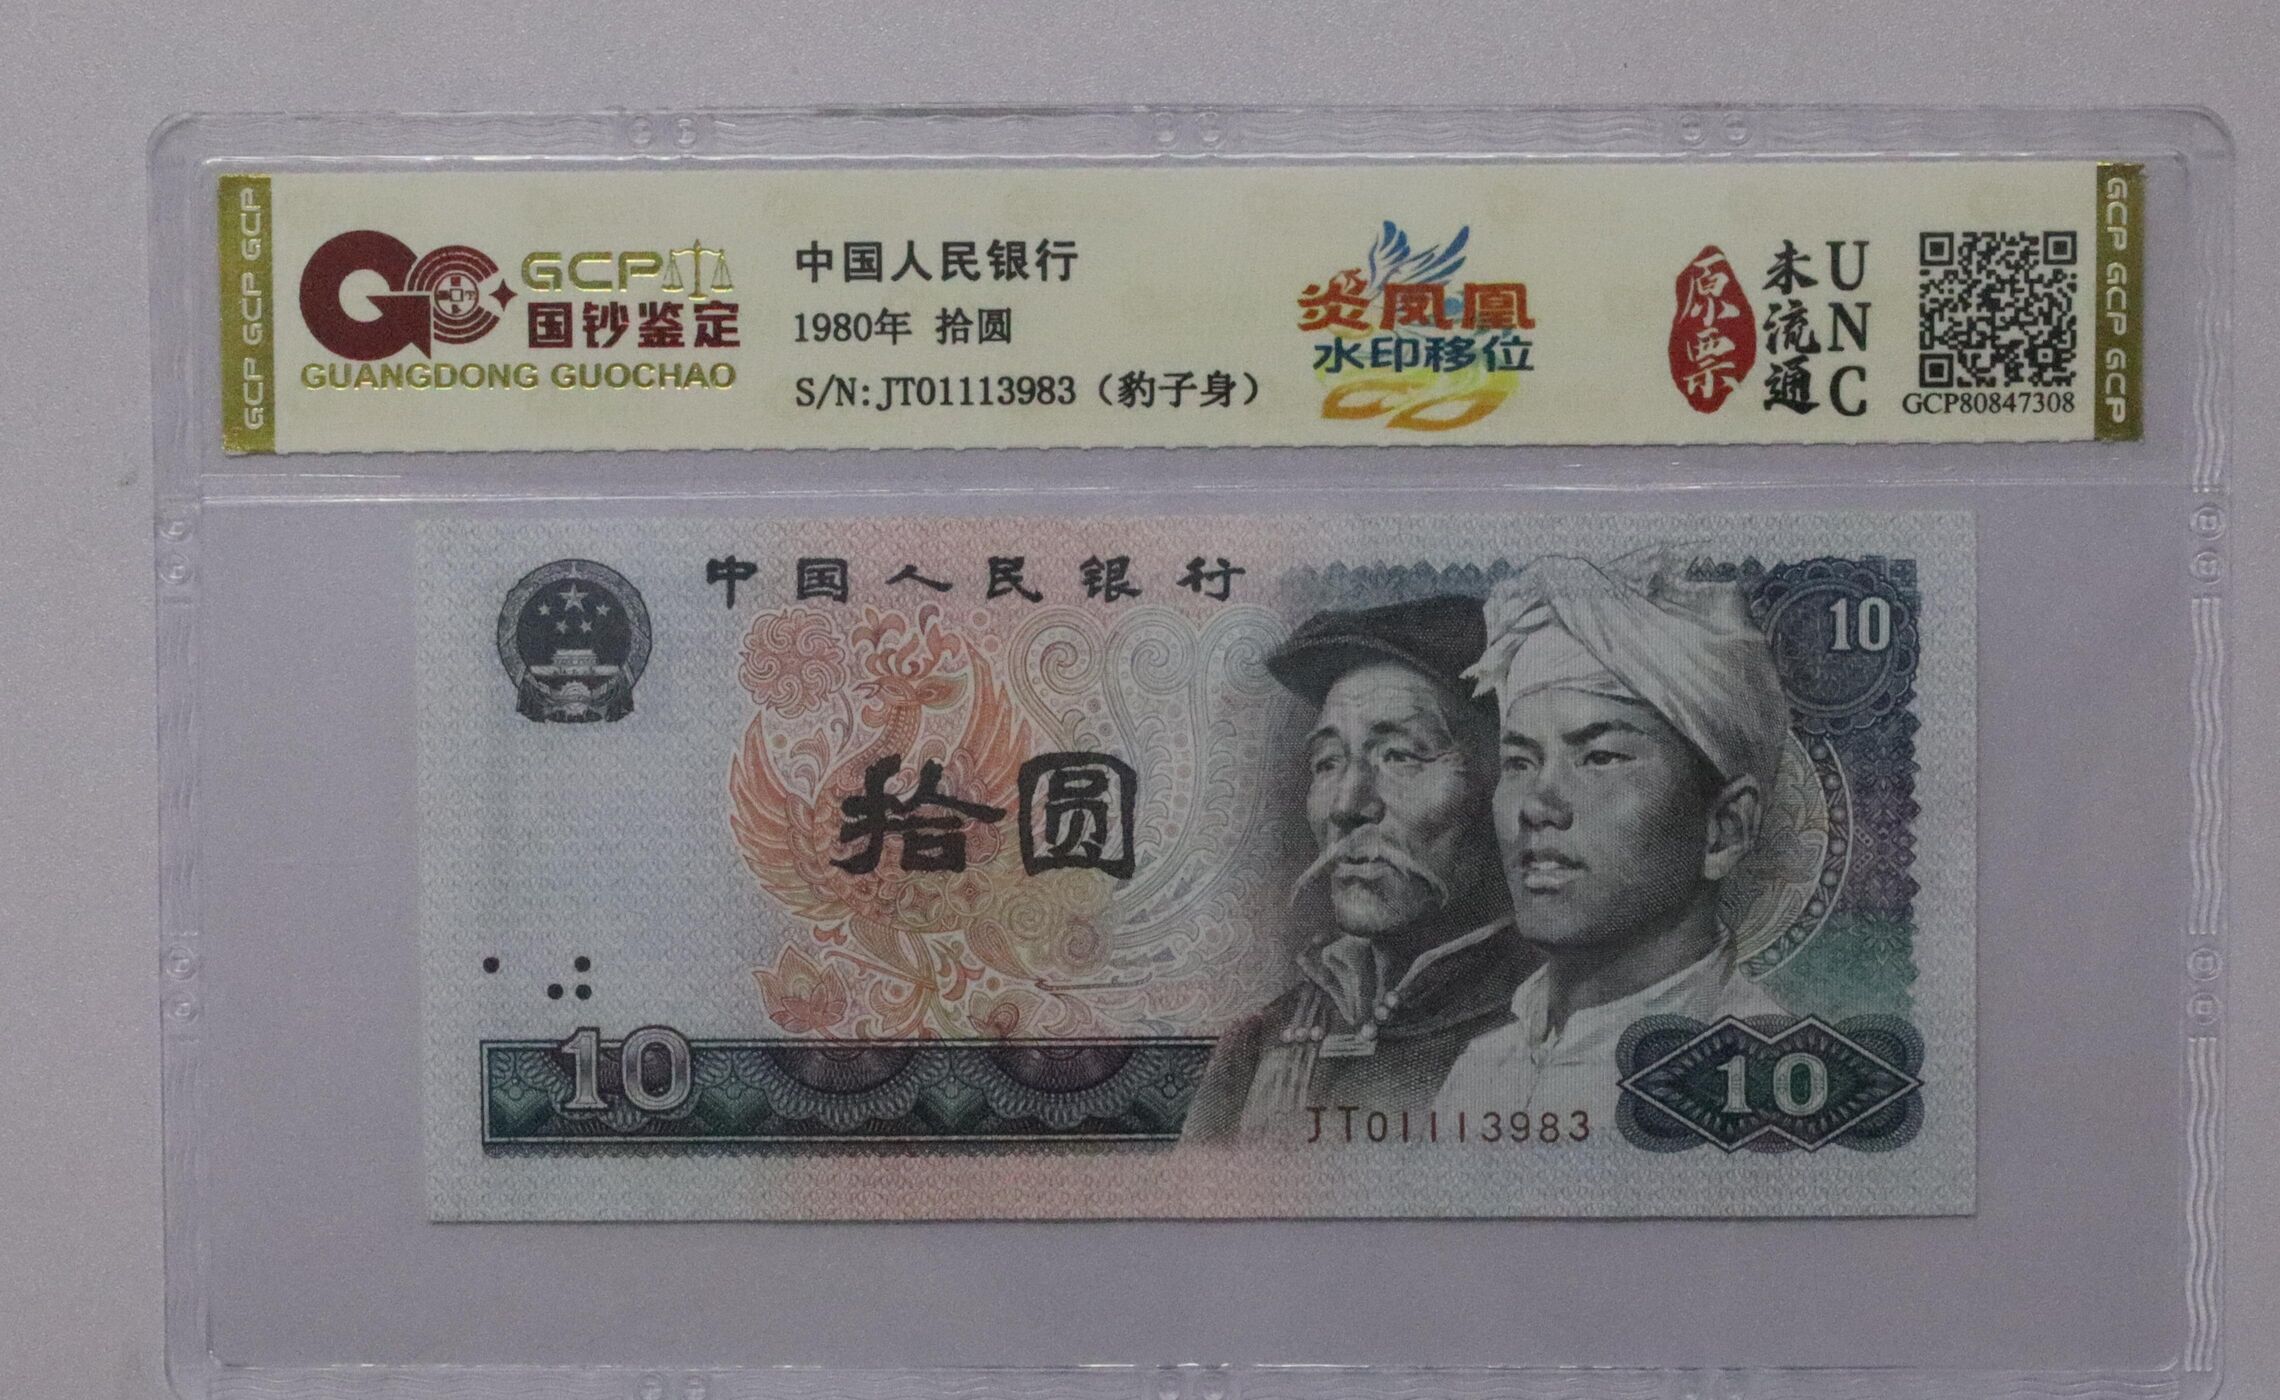 GCP GCP GCP
GCP
国钞鉴定
GUANGDONG GUOCHAO
中国人民银行
1980年 拾圆
S/N:JT01113983（豹子身）
炎凤凰
水印移位
原票
未流通
UNC
GCP80847308
GCP GCP GCP
中国人民银行
10
拾圆
10
JT01113983
10